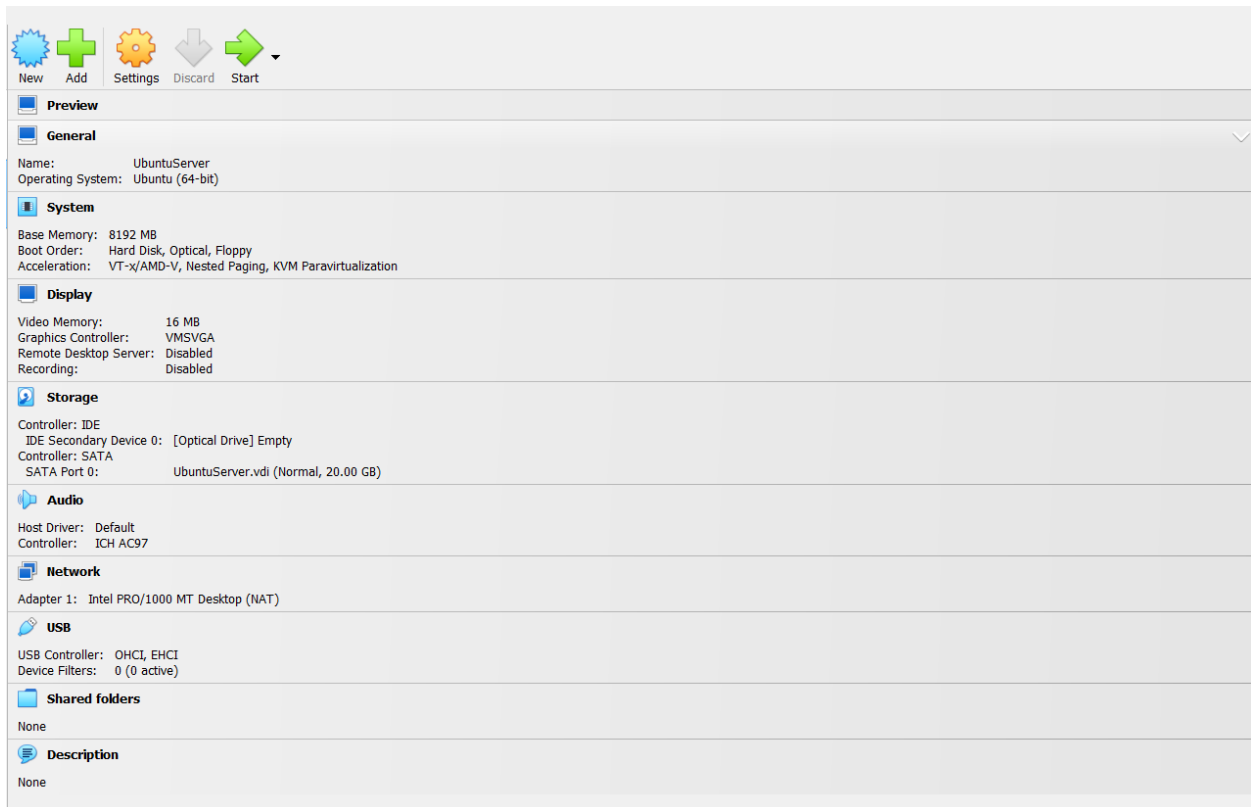 New Add Settings Discard Start
Preview
General
Name: UbuntuServer
Operating System: Ubuntu (64-bit)
System
Base Memory: 8192 MB
Boot Order: Hard Disk, Optical, Floppy
Acceleration: VT-x/AMD-V, Nested Paging, KVM Paravirtualization
Display
Video Memory: 16 MB
Graphics Controller: VMSVGA
Remote Desktop Server: Disabled
Recording: Disabled
Storage
Controller: IDE
IDE Secondary Device 0: [Optical Drive] Empty
Controller: SATA
SATA Port 0: UbuntuServer.vdi (Normal, 20.00 GB)
Audio
Host Driver: Default
Controller: ICH AC97
Network
Adapter 1: Intel PRO/1000 MT Desktop (NAT)
USB
USB Controller: OHCI, EHCI
Device Filters: 0 (0 active)
Shared folders
None
Description
None